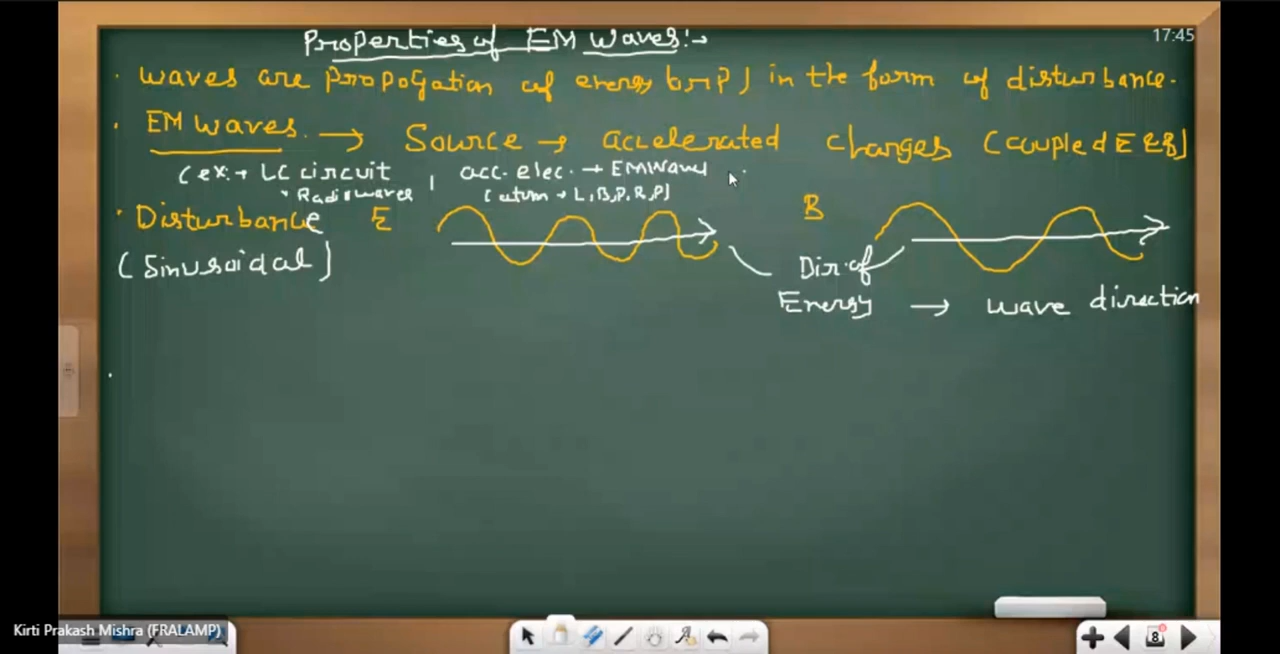 Properties of EM waves:→
17:45
· waves are propogation of energy (mp) in the form of disturbance.
· EM waves. → Source → accelerated charges (coupled E & B)
(ex. → LC circuit | acc. elec. → EM Waves
· Radiowaves (atom → L, B, P, R, P)
· Disturbance E B
(Sinusoidal) Dir. of
Energy → wave direction
Kirti Prakash Mishra (FRALAMP)
8